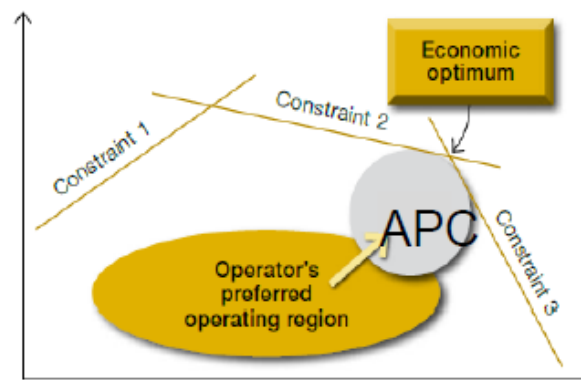 Economic
optimum
Constraint 1
Constraint 2
APC
Constraint 3
Operator's
preferred
operating region